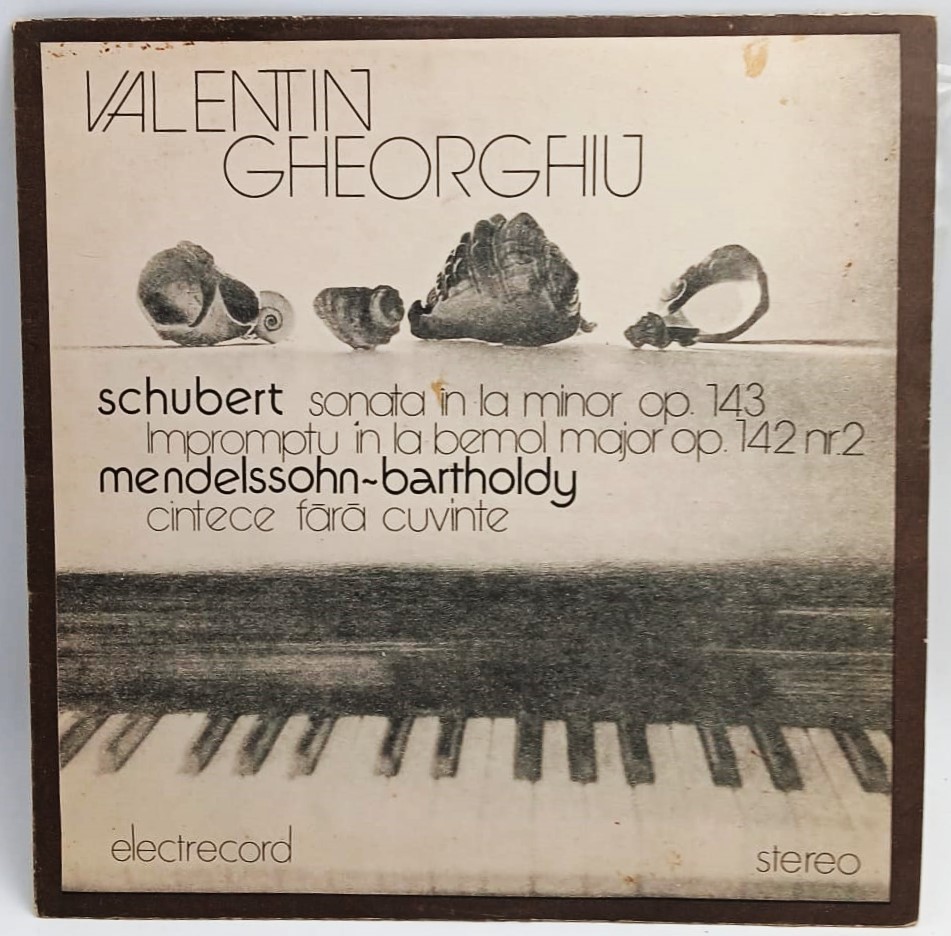 VALENTIN
GHEORGHIU
schubert sonata in la minor op. 143
Impromptu in la bemol major op. 142 nr. 2
mendelssohn-bartholdy
cintece fără cuvinte
electrecord
stereo